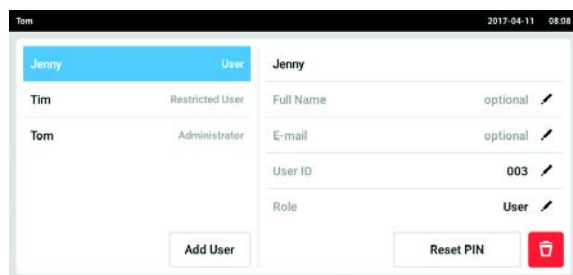 Tom 2017-04-11 08:08
Jenny User
Tim Restricted User
Tom Administrator
Add User
Jenny
Full Name optional
E-mail optional
User ID 003
Role User
Reset PIN